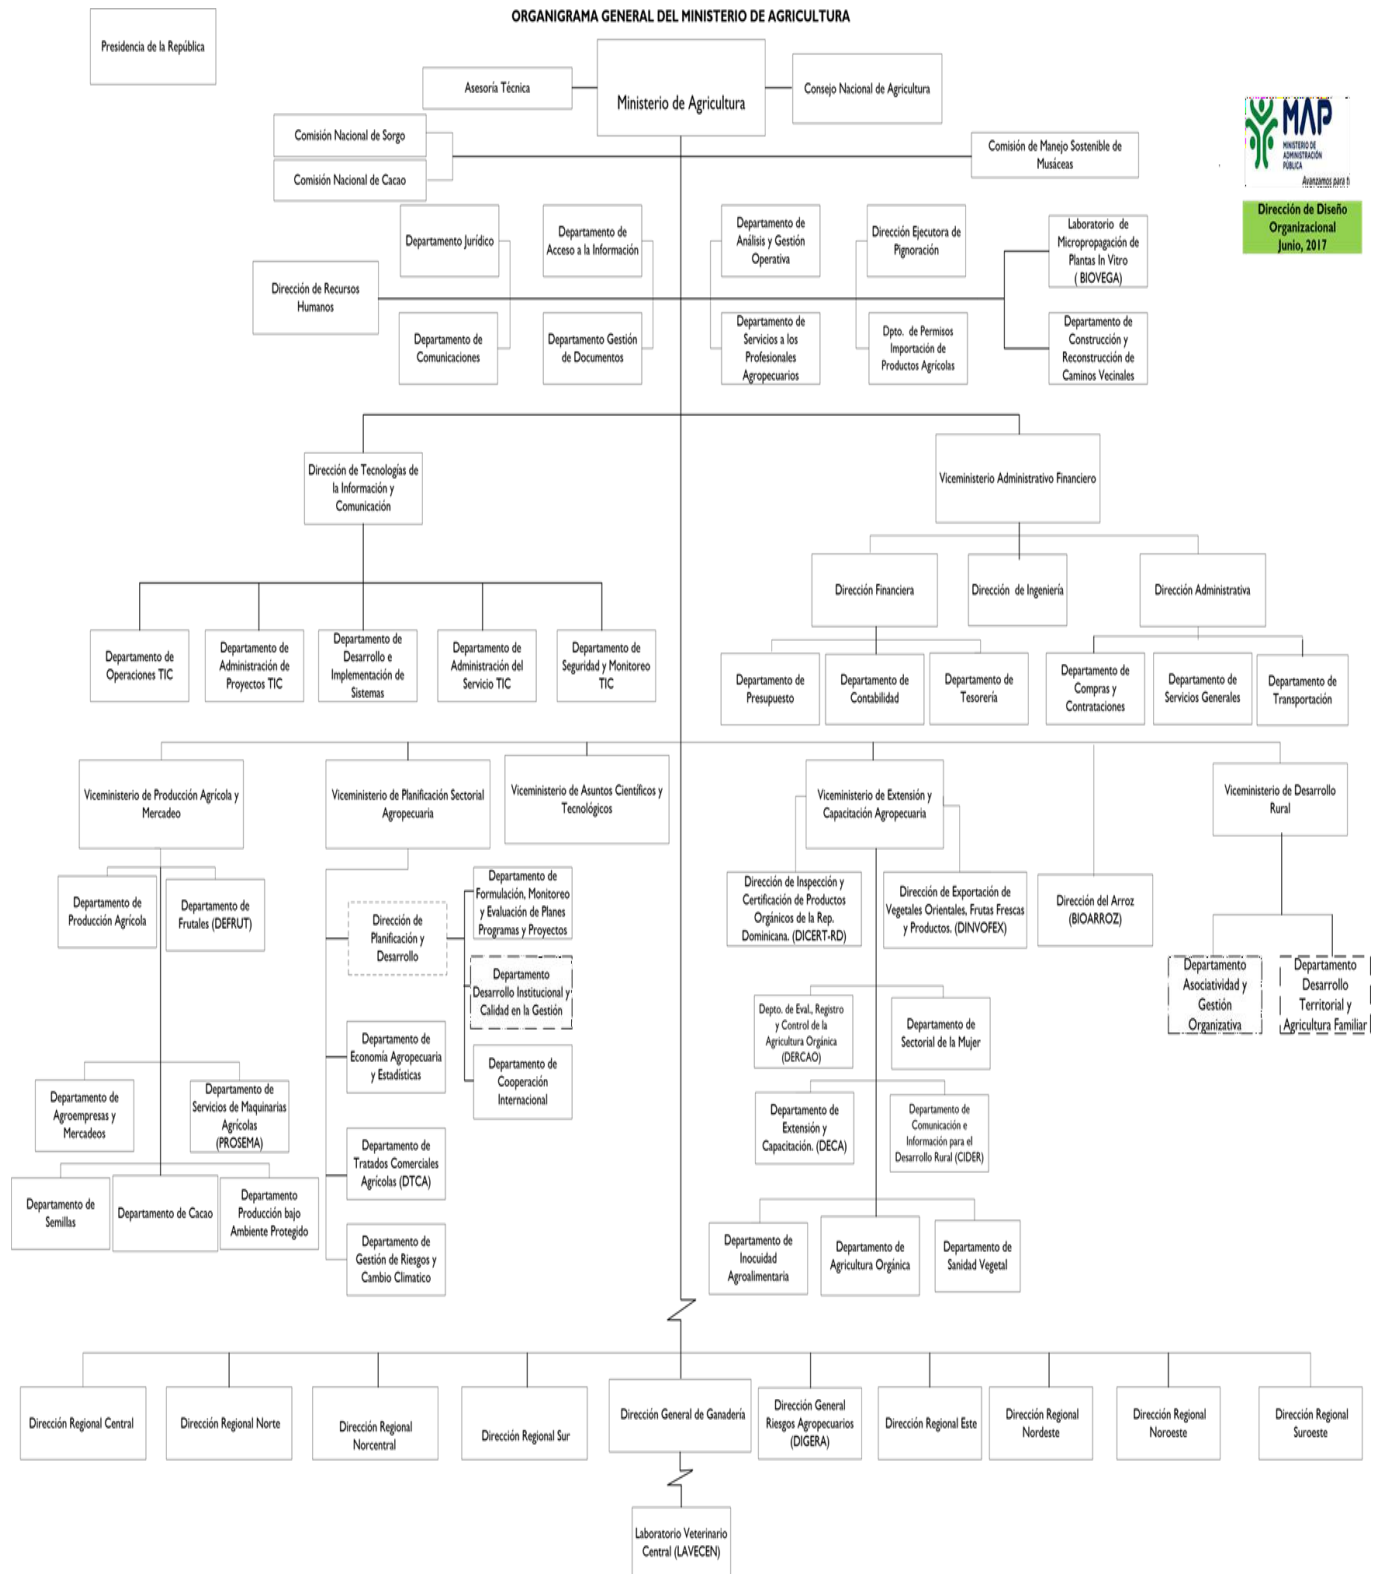 ORGANIGRAMA GENERAL DEL MINISTERIO DE AGRICULTURA
Presidencia de la República
Asesoría Técnica
Ministerio de Agricultura
Consejo Nacional de Agricultura
Comisión Nacional de Sorgo
Comisión Nacional de Cacao
Comisión de Manejo Sostenible de
Musáceas
MAP
MINISTERIO DE
ADMINISTRACIÓN
PÚBLICA
Avanzamos para ti
Dirección de Diseño
Organizacional
Junio, 2017
Departamento Jurídico
Departamento de
Acceso a la Información
Departamento de
Análisis y Gestión
Operativa
Dirección Ejecutora de
Pignoración
Laboratorio de
Micropropagación de
Plantas In Vitro
( BIOVEGA)
Dirección de Recursos
Humanos
Departamento de
Comunicaciones
Departamento Gestión
de Documentos
Departamento de
Servicios a los
Profesionales
Agropecuarios
Dpto. de Permisos
Importación de
Productos Agrícolas
Departamento de
Construcción y
Reconstrucción de
Caminos Vecinales
Dirección de Tecnologías de
la Información y
Comunicación
Viceministerio Administrativo Financiero
Dirección Financiera
Dirección de Ingeniería
Dirección Administrativa
Departamento de
Operaciones TIC
Departamento de
Administración de
Proyectos TIC
Departamento de
Desarrollo e
Implementación de
Sistemas
Departamento de
Administración del
Servicio TIC
Departamento de
Seguridad y Monitoreo
TIC
Departamento de
Presupuesto
Departamento de
Contabilidad
Departamento de
Tesorería
Departamento de
Compras y
Contrataciones
Departamento de
Servicios Generales
Departamento de
Transportación
Viceministerio de Producción Agrícola y
Mercadeo
Viceministerio de Planificación Sectorial
Agropecuaria
Viceministerio de Asuntos Científicos y
Tecnológicos
Viceministerio de Extensión y
Capacitación Agropecuaria
Viceministerio de Desarrollo
Rural
Departamento de
Producción Agrícola
Departamento de
Frutales (DEFRUT)
Dirección de
Planificación y
Desarrollo
Departamento de
Formulación, Monitoreo
y Evaluación de Planes
Programas y Proyectos
Dirección de Inspección y
Certificación de Productos
Orgánicos de la Rep.
Dominicana. (DICERT-RD)
Dirección de Exportación de
Vegetales Orientales, Frutas Frescas
y Productos. (DINVOFEX)
Dirección del Arroz
(BIOARROZ)
Departamento
Desarrollo Institucional y
Calidad en la Gestión
Departamento
Asociatividad y
Gestión
Organizativa
Departamento
Desarrollo
Territorial y
Agricultura Familiar
Departamento de
Economía Agropecuaria
y Estadísticas
Departamento de
Cooperación
Internacional
Depto. de Eval., Registro
y Control de la
Agricultura Orgánica
(DERCAO)
Departamento de
Sectorial de la Mujer
Departamento de
Agroempresas y
Mercadeos
Departamento de
Servicios de Maquinarias
Agrícolas
(PROSEMA)
Departamento de
Tratados Comerciales
Agrícolas (DTCA)
Departamento de
Extensión y
Capacitación. (DECA)
Departamento de
Comunicación e
Información para el
Desarrollo Rural (CIDER)
Departamento de
Semillas
Departamento de Cacao
Departamento
Producción bajo
Ambiente Protegido
Departamento de
Gestión de Riesgos y
Cambio Climatico
Departamento de
Inocuidad
Agroalimentaria
Departamento de
Agricultura Orgánica
Departamento de
Sanidad Vegetal
Dirección Regional Central
Dirección Regional Norte
Dirección Regional
Norcentral
Dirección Regional Sur
Dirección General de Ganadería
Dirección General
Riesgos Agropecuarios
(DIGERA)
Dirección Regional Este
Dirección Regional
Nordeste
Dirección Regional
Noroeste
Dirección Regional
Suroeste
Laboratorio Veterinario
Central (LAVECEN)